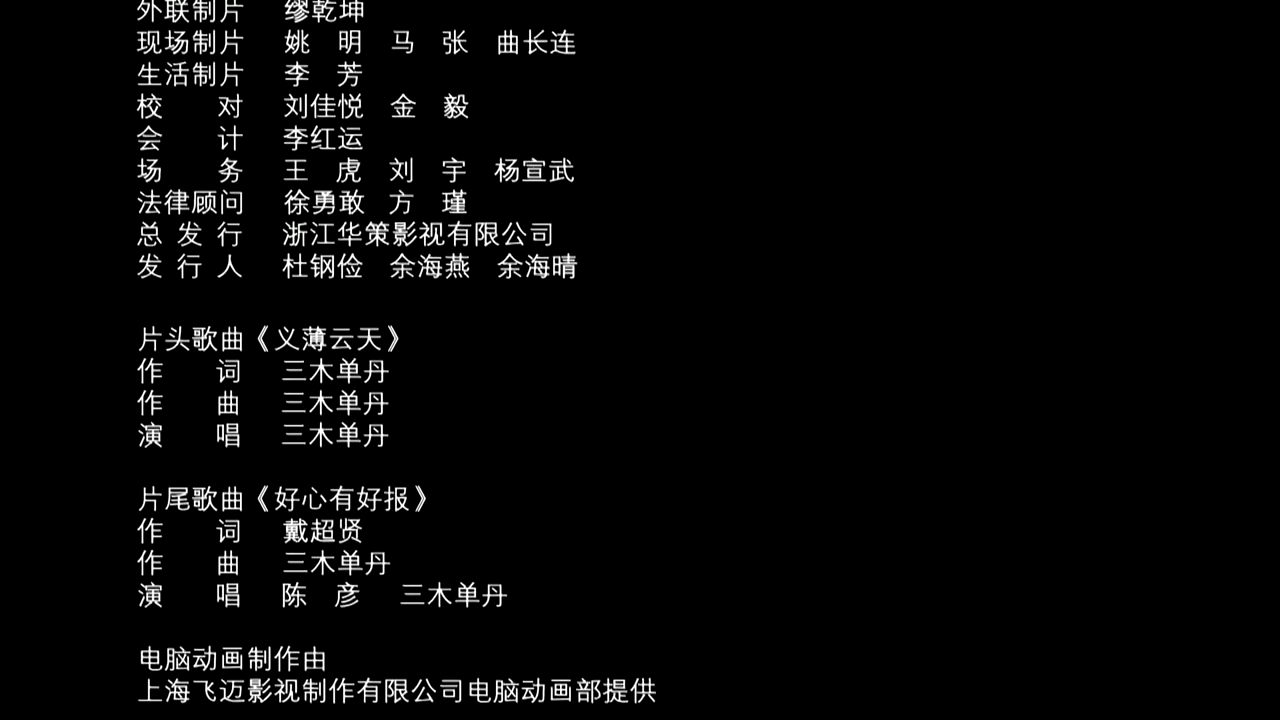 外联制片 缪乾坤
现场制片 姚 明 马 张 曲长连
生活制片 李 芳
校 对 刘佳悦 金 毅
会 计 李红运
场 务 王 虎 刘 宇 杨宣武
法律顾问 徐勇敢 方 瑾
总 发 行 浙江华策影视有限公司
发 行 人 杜钢俭 余海燕 余海晴
片头歌曲《义薄云天》
作 词 三木单丹
作 曲 三木单丹
演 唱 三木单丹
片尾歌曲《好心有好报》
作 词 戴超贤
作 曲 三木单丹
演 唱 陈 彦 三木单丹
电脑动画制作由
上海飞迈影视制作有限公司电脑动画部提供